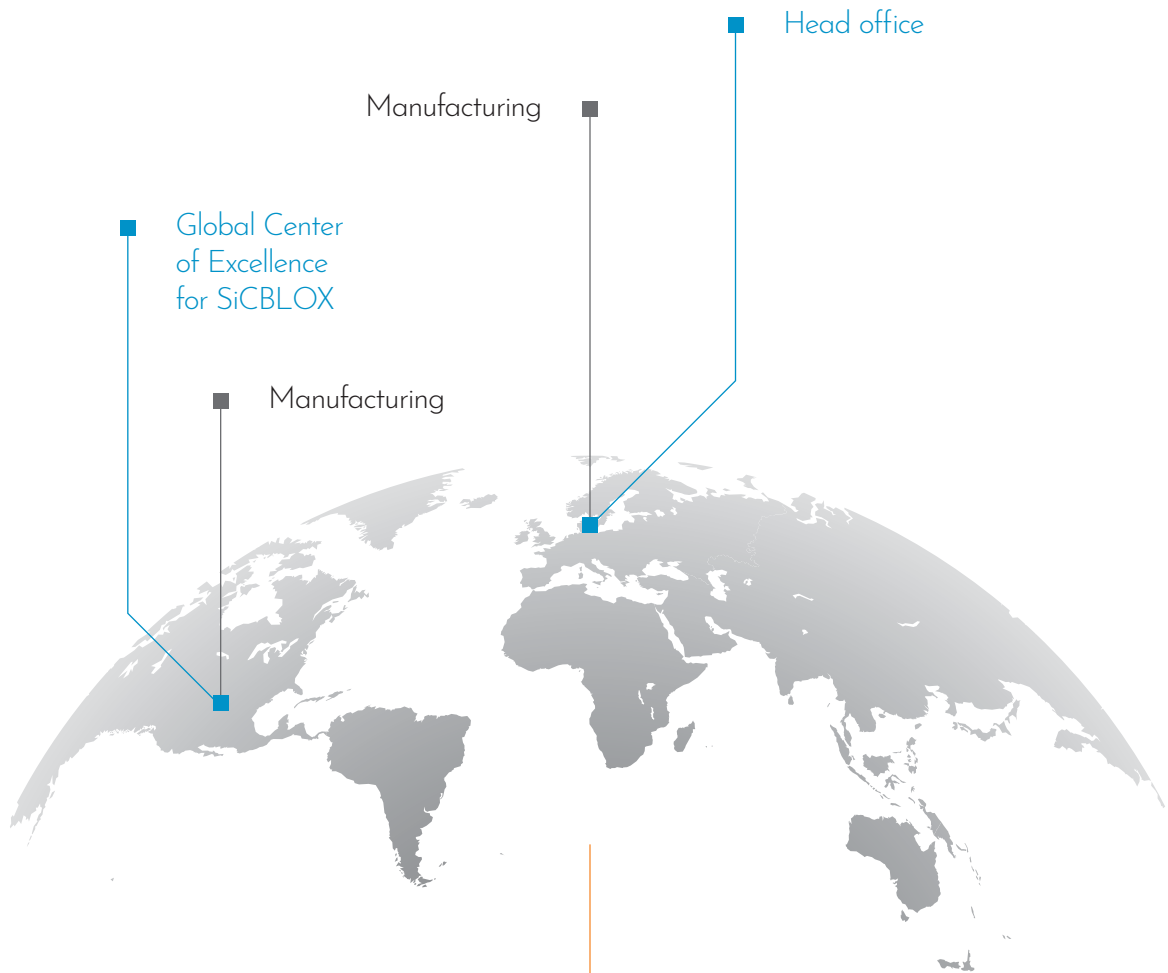 Head office
Manufacturing
Global Center
of Excellence
for SiCBLOX
Manufacturing